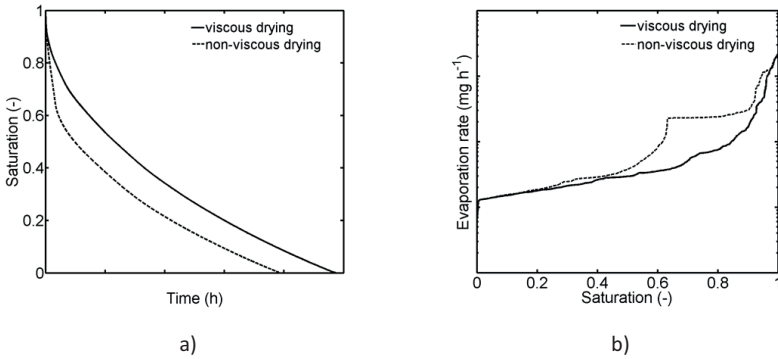 1
0.8
0.6
0.4
0.2
0
Saturation (-)
Time (h)
viscous drying
non-viscous drying
a)
Evaporation rate (mg h⁻¹)
viscous drying
non-viscous drying
0
0.2
0.4
0.6
0.8
1
Saturation (-)
b)